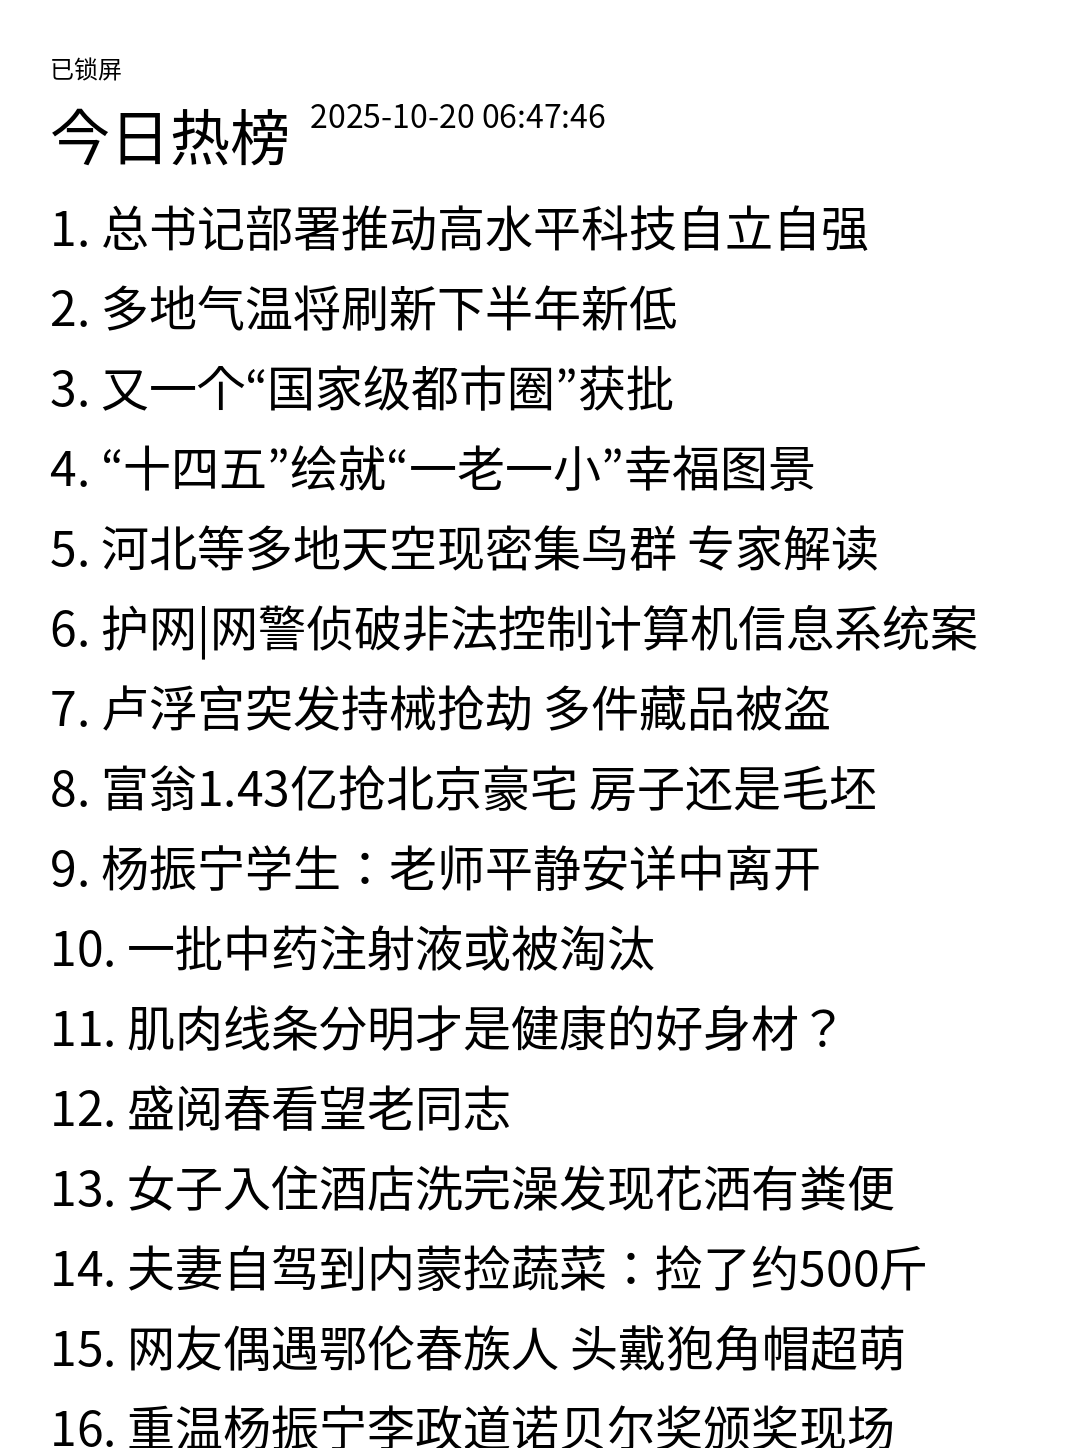 已锁屏
今日热榜 2025-10-20 06:47:46
1. 总书记部署推动高水平科技自立自强
2. 多地气温将刷新下半年新低
3. 又一个“国家级都市圈”获批
4. “十四五”绘就“一老一小”幸福图景
5. 河北等多地天空现密集鸟群 专家解读
6. 护网|网警侦破非法控制计算机信息系统案
7. 卢浮宫突发持械抢劫 多件藏品被盗
8. 富翁1.43亿抢北京豪宅 房子还是毛坯
9. 杨振宁学生：老师平静安详中离开
10. 一批中药注射液或被淘汰
11. 肌肉线条分明才是健康的好身材？
12. 盛阅春看望老同志
13. 女子入住酒店洗完澡发现花洒有粪便
14. 夫妻自驾到内蒙捡蔬菜：捡了约500斤
15. 网友偶遇鄂伦春族人 头戴狍角帽超萌
16. 重温杨振宁李政道诺贝尔奖颁奖现场